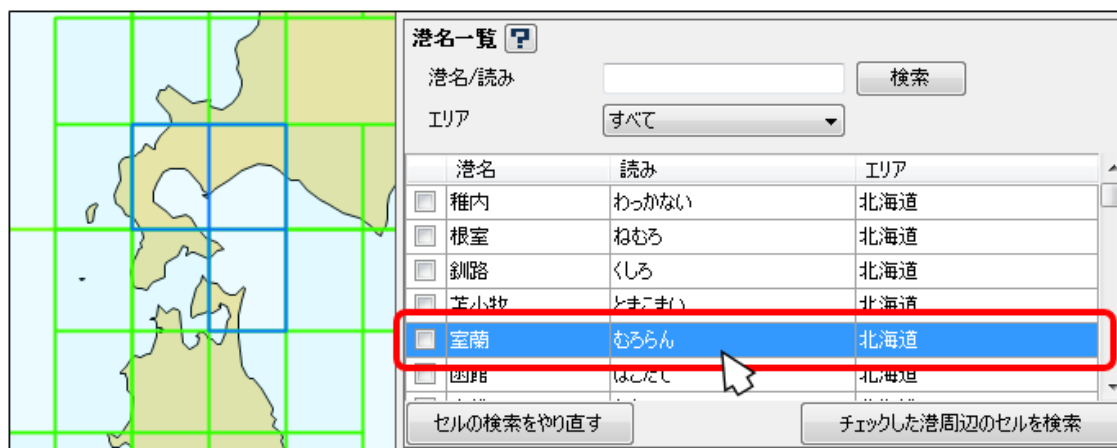 港名一覧 ?
港名/読み 検索
エリア すべて
港名 読み エリア
稚内 わっかない 北海道
根室 ねむろ 北海道
釧路 くしろ 北海道
苫小牧 とまこまい 北海道
室蘭 むろらん 北海道
函館 はこだて 北海道
セルの検索をやり直す チェックした港周辺のセルを検索